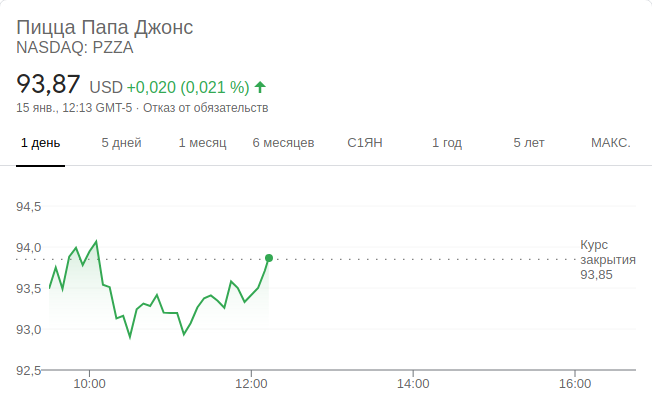 Пицца Папа Джонс
NASDAQ: PZZA
93,87 USD +0,020 (0,021 %)
15 янв., 12:13 GMT-5 · Отказ от обязательств
1 день 5 дней 1 месяц 6 месяцев С1ЯН 1 год 5 лет МАКС.
94,5
94,0
93,5
93,0
92,5
Курс
закрытия
93,85
10:00 12:00 14:00 16:00